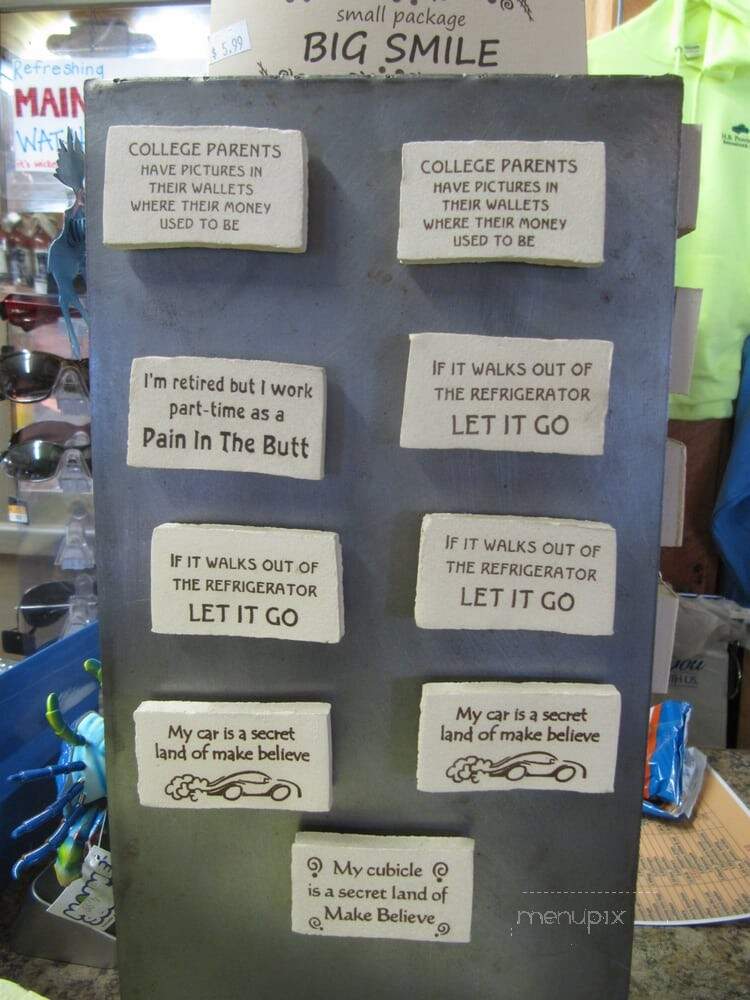 small package
BIG SMILE
$5.99
Refreshing
MAIN
COLLEGE PARENTS
HAVE PICTURES IN
THEIR WALLETS
WHERE THEIR MONEY
USED TO BE
COLLEGE PARENTS
HAVE PICTURES IN
THEIR WALLETS
WHERE THEIR MONEY
USED TO BE
I'm retired but I work
part-time as a
Pain In The Butt
IF IT WALKS OUT OF
THE REFRIGERATOR
LET IT GO
IF IT WALKS OUT OF
THE REFRIGERATOR
LET IT GO
IF IT WALKS OUT OF
THE REFRIGERATOR
LET IT GO
My car is a secret
land of make believe
My car is a secret
land of make believe
My cubicle
is a secret land of
Make Believe
menupix